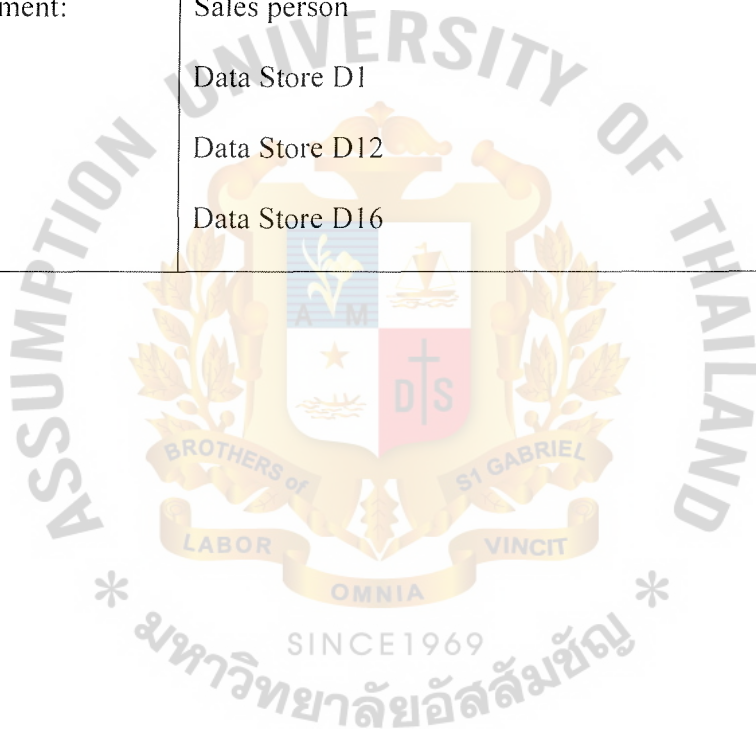 ment: Sales person
Data Store D1
Data Store D12
Data Store D16
ASSUMPTION UNIVERSITY OF THAILAND
A M
D S
BROTHERS of ST GABRIEL
LABOR VINCIT
OMNIA
SINCE 1969
* มหาวิทยาลัยอัสสัมชัญ *